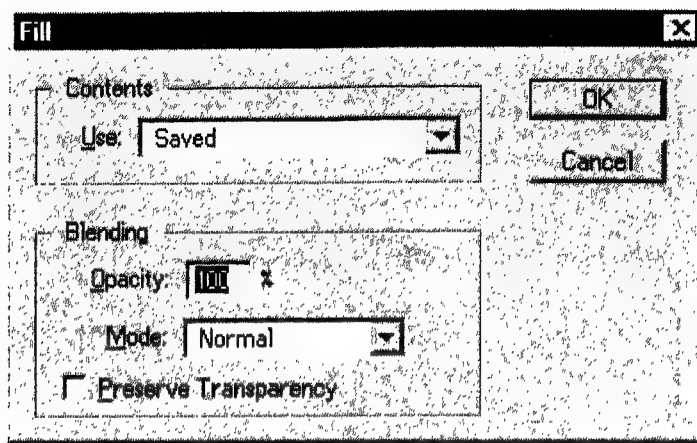 Fill
Contents
Use: Saved
OK
Cancel
Blending
Opacity: 100 %
Mode: Normal
Preserve Transparency